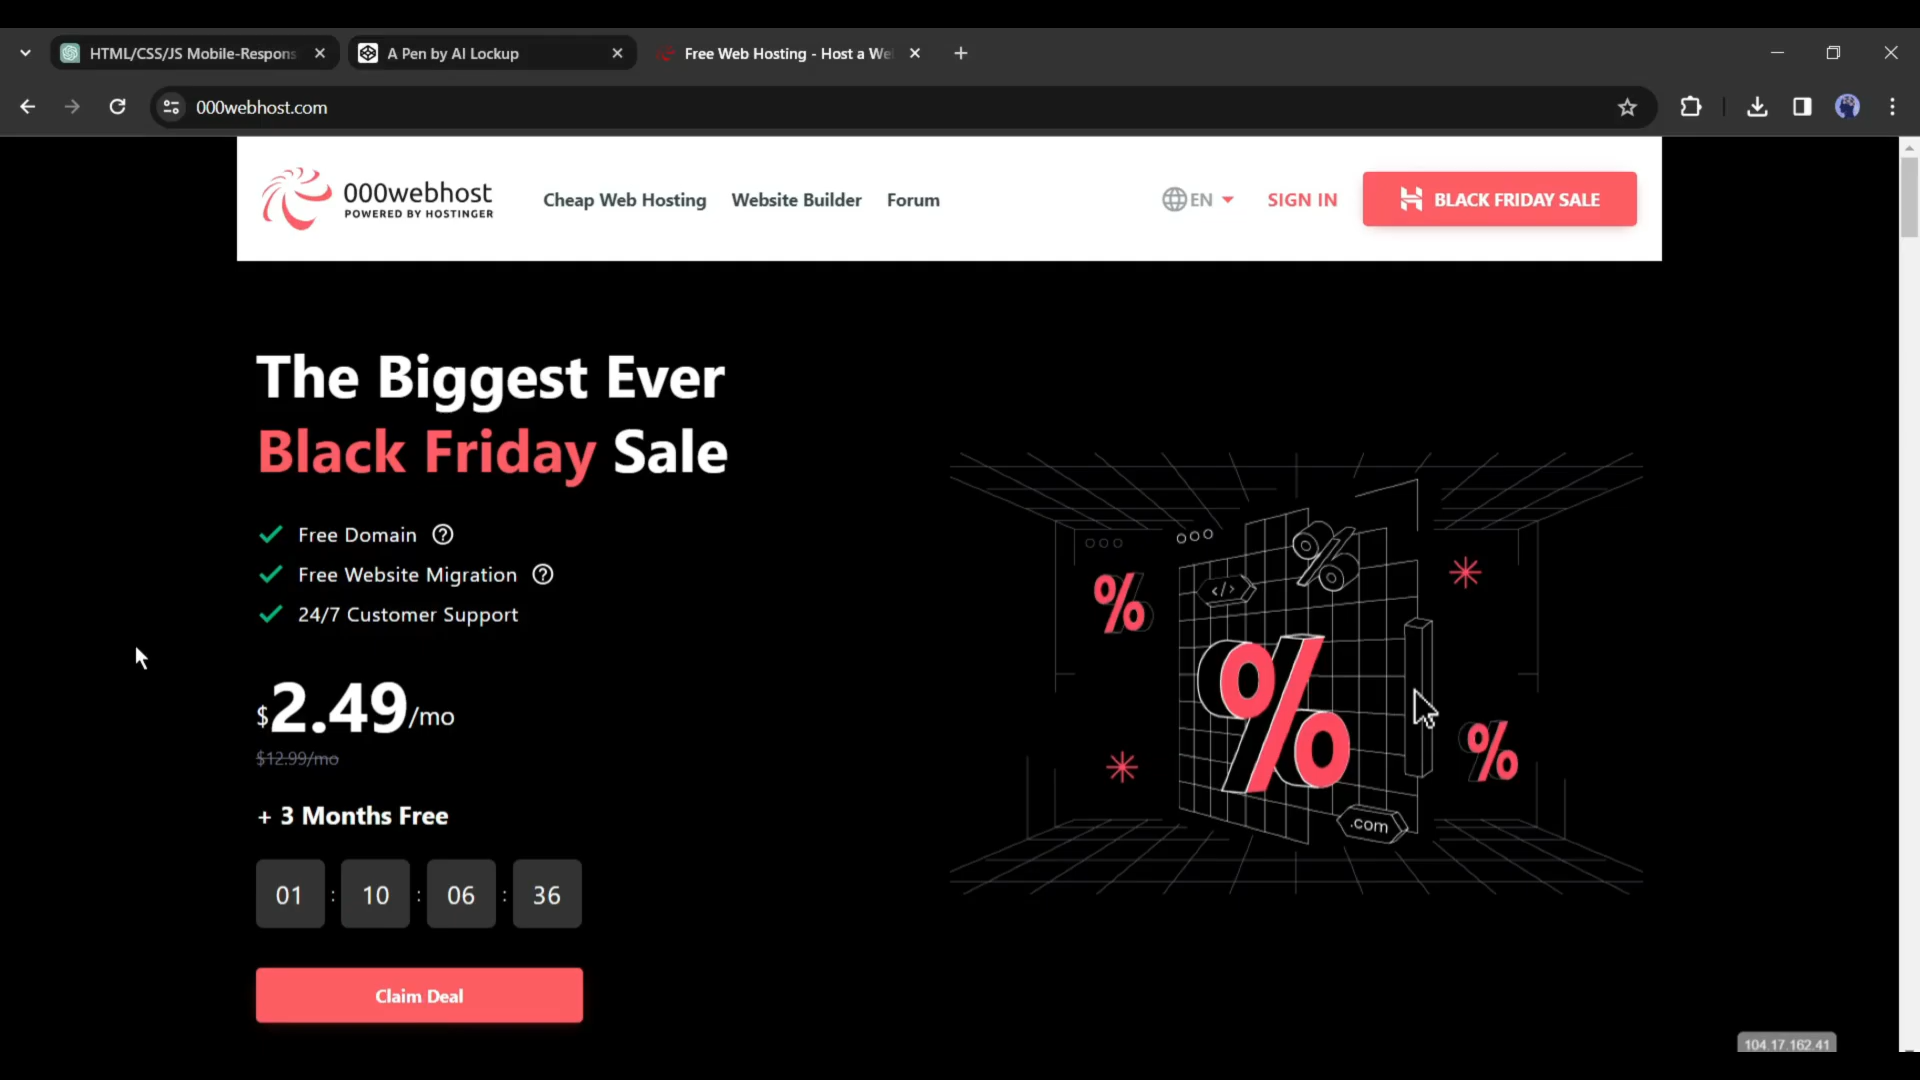 HTML/CSS/JS Mobile-Respons
A Pen by AI Lockup
Free Web Hosting - Host a We
000webhost.com
000webhost
POWERED BY HOSTINGER
Cheap Web Hosting
Website Builder
Forum
EN
SIGN IN
BLACK FRIDAY SALE
The Biggest Ever
Black Friday Sale
Free Domain
Free Website Migration
24/7 Customer Support
$2.49/mo
$12.99/mo
+ 3 Months Free
01 : 10 : 06 : 36
Claim Deal
%
</>
%
%
%
.com
104.17.162.41